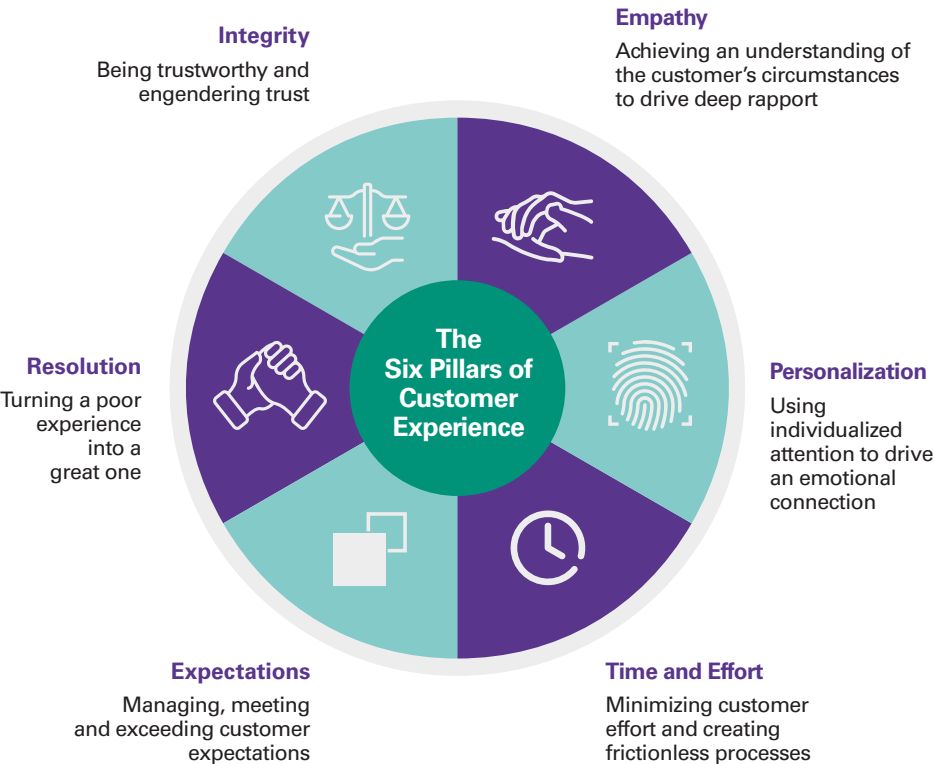 Integrity
Being trustworthy and
engendering trust
Empathy
Achieving an understanding of
the customer’s circumstances
to drive deep rapport
The
Six Pillars of
Customer
Experience
Resolution
Turning a poor
experience
into a
great one
Personalization
Using
individualized
attention to drive
an emotional
connection
Expectations
Managing, meeting
and exceeding customer
expectations
Time and Effort
Minimizing customer
effort and creating
frictionless processes